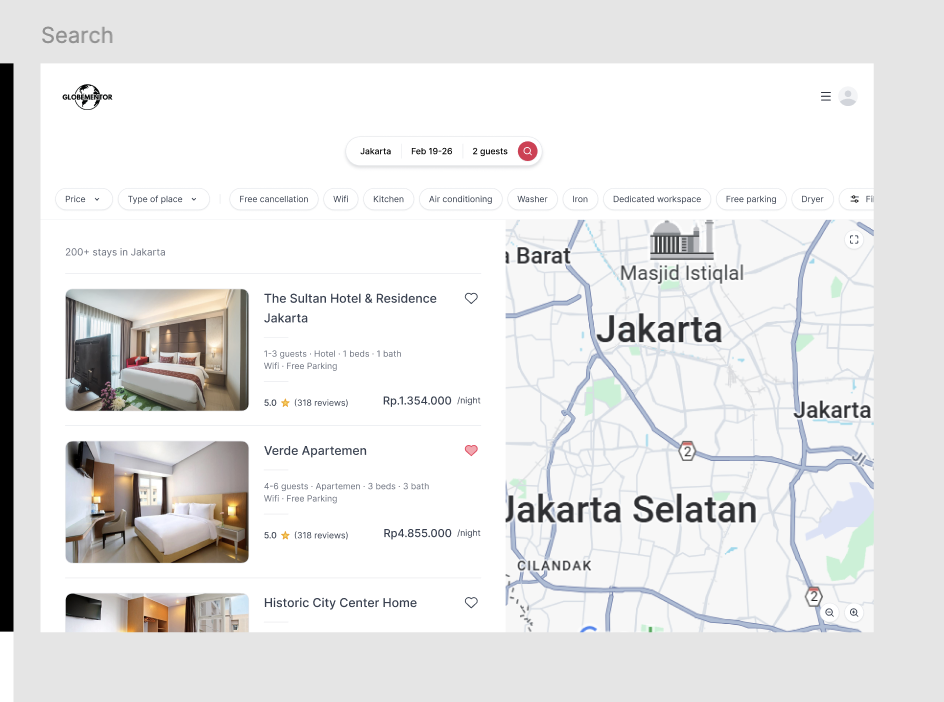 Search
GLOBEMENTOR
Jakarta Feb 19-26 2 guests
Price Type of place Free cancellation Wifi Kitchen Air conditioning Washer Iron Dedicated workspace Free parking Dryer
200+ stays in Jakarta
The Sultan Hotel & Residence
Jakarta
1-3 guests · Hotel · 1 beds · 1 bath
Wifi · Free Parking
5.0 (318 reviews) Rp.1.354.000 /night
Verde Apartemen
4-6 guests · Apartemen · 3 beds · 3 bath
Wifi · Free Parking
5.0 (318 reviews) Rp4.855.000 /night
Historic City Center Home
a Barat
Masjid Istiqlal
Jakarta
Jakarta
2
Jl
Jakarta Selatan
CILANDAK
2